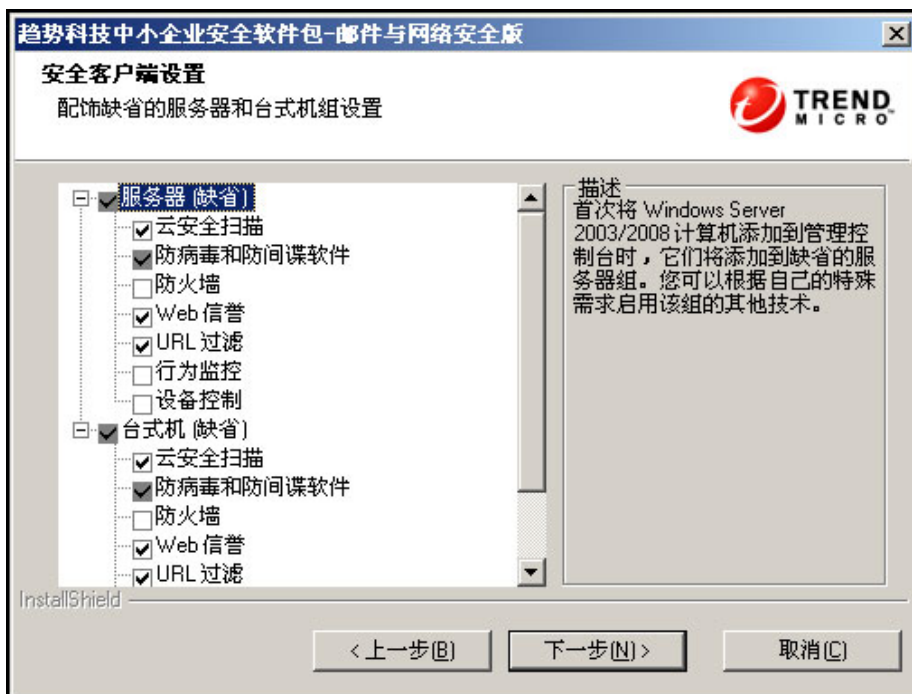 趋势科技中小企业安全软件包-邮件与网络安全版
安全客户端设置
配饰缺省的服务器和台式机组设置
TREND
MICRO
服务器 (缺省)
云安全扫描
防病毒和防间谍软件
防火墙
Web 信誉
URL 过滤
行为监控
设备控制
台式机 (缺省)
云安全扫描
防病毒和防间谍软件
防火墙
Web 信誉
URL 过滤
描述
首次将 Windows Server
2003/2008 计算机添加到管理控
制台时，它们将添加到缺省的服
务器组。您可以根据自己的特殊
需求启用该组的其他技术。
InstallShield
< 上一步(B)
下一步(N) >
取消(C)